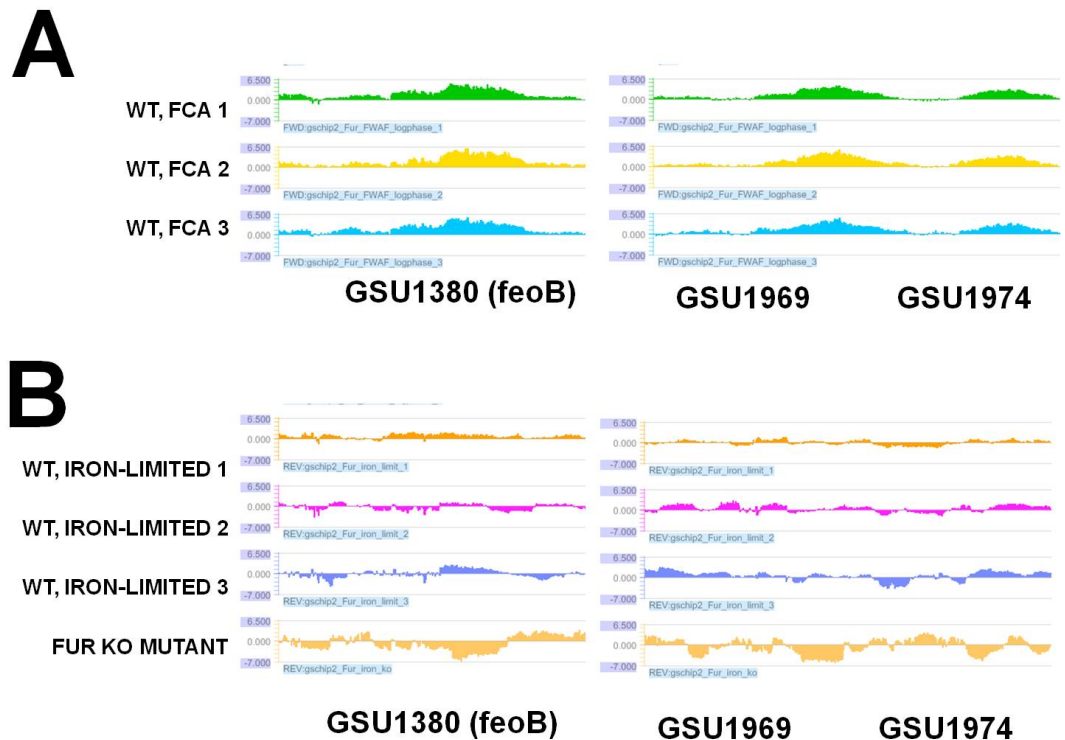 A
6.500
0.000
-7.000
FWD:gschip2_Fur_FWAF_logphase_1
6.500
0.000
-7.000
FWD:gschip2_Fur_FWAF_logphase_1
WT, FCA 1
6.500
0.000
-7.000
FWD:gschip2_Fur_FWAF_logphase_2
6.500
0.000
-7.000
FWD:gschip2_Fur_FWAF_logphase_2
WT, FCA 2
6.500
0.000
-7.000
FWD:gschip2_Fur_FWAF_logphase_3
6.500
0.000
-7.000
FWD:gschip2_Fur_FWAF_logphase_3
WT, FCA 3
GSU1380 (feoB)
GSU1969
GSU1974
B
6.500
0.000
-7.000
REV:gschip2_Fur_iron_limit_1
6.500
0.000
-7.000
REV:gschip2_Fur_iron_limit_1
WT, IRON-LIMITED 1
6.500
0.000
-7.000
REV:gschip2_Fur_iron_limit_2
6.500
0.000
-7.000
REV:gschip2_Fur_iron_limit_2
WT, IRON-LIMITED 2
6.500
0.000
-7.000
REV:gschip2_Fur_iron_limit_3
6.500
0.000
-7.000
REV:gschip2_Fur_iron_limit_3
WT, IRON-LIMITED 3
6.500
0.000
-7.000
REV:gschip2_Fur_iron_ko
6.500
0.000
-7.000
REV:gschip2_Fur_iron_ko
FUR KO MUTANT
GSU1380 (feoB)
GSU1969
GSU1974